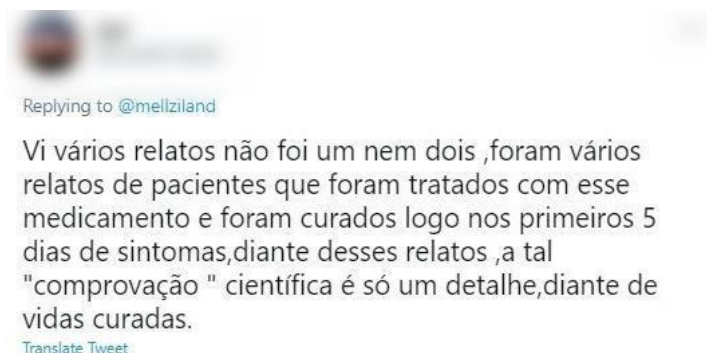 Replying to @mellziland
Vi vários relatos não foi um nem dois ,foram vários
relatos de pacientes que foram tratados com esse
medicamento e foram curados logo nos primeiros 5
dias de sintomas,diante desses relatos ,a tal
"comprovação " científica é só um detalhe,diante de
vidas curadas.
Translate Tweet